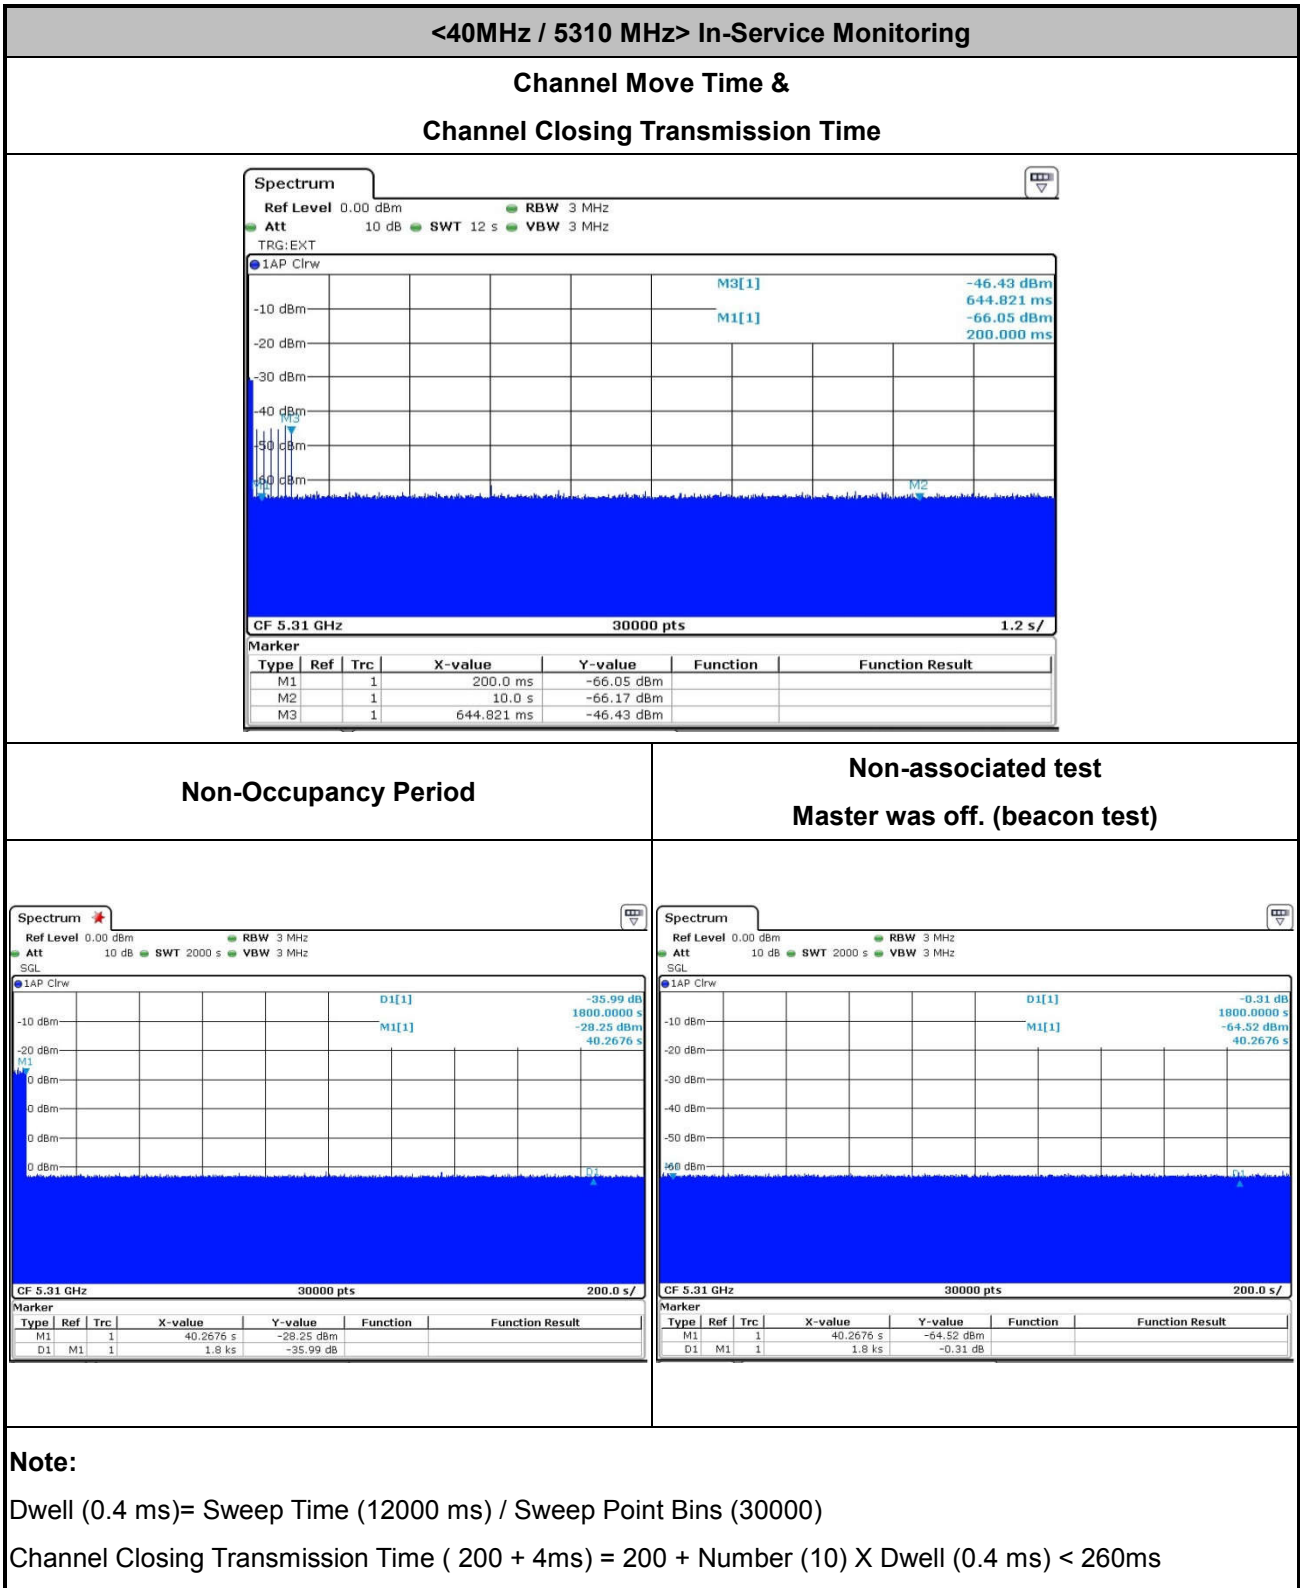 <40MHz / 5310 MHz> In-Service Monitoring
Channel Move Time &
Channel Closing Transmission Time
Spectrum
Ref Level 0.00 dBm RBW 3 MHz
Att 10 dB SWT 12 s VBW 3 MHz
TRG:EXT
1AP Clrw
M3[1] -46.43 dBm
644.821 ms
-10 dBm
M1[1] -66.05 dBm
200.000 ms
-20 dBm
-30 dBm
-40 dBm
M3
-50 dBm
-60 dBm
M1
M2
CF 5.31 GHz 30000 pts 1.2 s/
Marker
Type Ref Trc X-value Y-value Function Function Result
M1 1 200.0 ms -66.05 dBm
M2 1 10.0 s -66.17 dBm
M3 1 644.821 ms -46.43 dBm
Non-Occupancy Period
Non-associated test
Master was off. (beacon test)
Spectrum
Ref Level 0.00 dBm RBW 3 MHz
Att 10 dB SWT 2000 s VBW 3 MHz
SGL
1AP Clrw
D1[1] -35.99 dB
1800.0000 s
-10 dBm
M1[1] -28.25 dBm
40.2676 s
-20 dBm
M1
0 dBm
0 dBm
0 dBm
0 dBm
D1
CF 5.31 GHz 30000 pts 200.0 s/
Marker
Type Ref Trc X-value Y-value Function Function Result
M1 1 40.2676 s -28.25 dBm
D1 M1 1 1.8 ks -35.99 dB
Spectrum
Ref Level 0.00 dBm RBW 3 MHz
Att 10 dB SWT 2000 s VBW 3 MHz
SGL
1AP Clrw
D1[1] -0.31 dB
1800.0000 s
-10 dBm
M1[1] -64.52 dBm
40.2676 s
-20 dBm
-30 dBm
-40 dBm
-50 dBm
-60 dBm
D1
CF 5.31 GHz 30000 pts 200.0 s/
Marker
Type Ref Trc X-value Y-value Function Function Result
M1 1 40.2676 s -64.52 dBm
D1 M1 1 1.8 ks -0.31 dB
Note:
Dwell (0.4 ms)= Sweep Time (12000 ms) / Sweep Point Bins (30000)
Channel Closing Transmission Time ( 200 + 4ms) = 200 + Number (10) X Dwell (0.4 ms) < 260ms